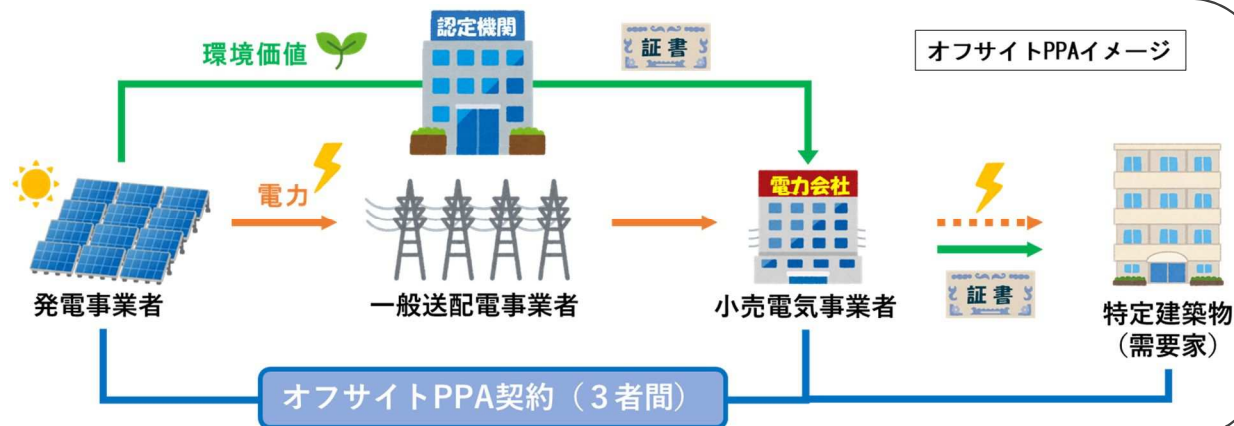 認定機関
環境価値
証書
オフサイトPPAイメージ
電力
電力会社
証書
発電事業者
一般送配電事業者
小売電気事業者
特定建築物
（需要家）
オフサイトPPA契約（３者間）